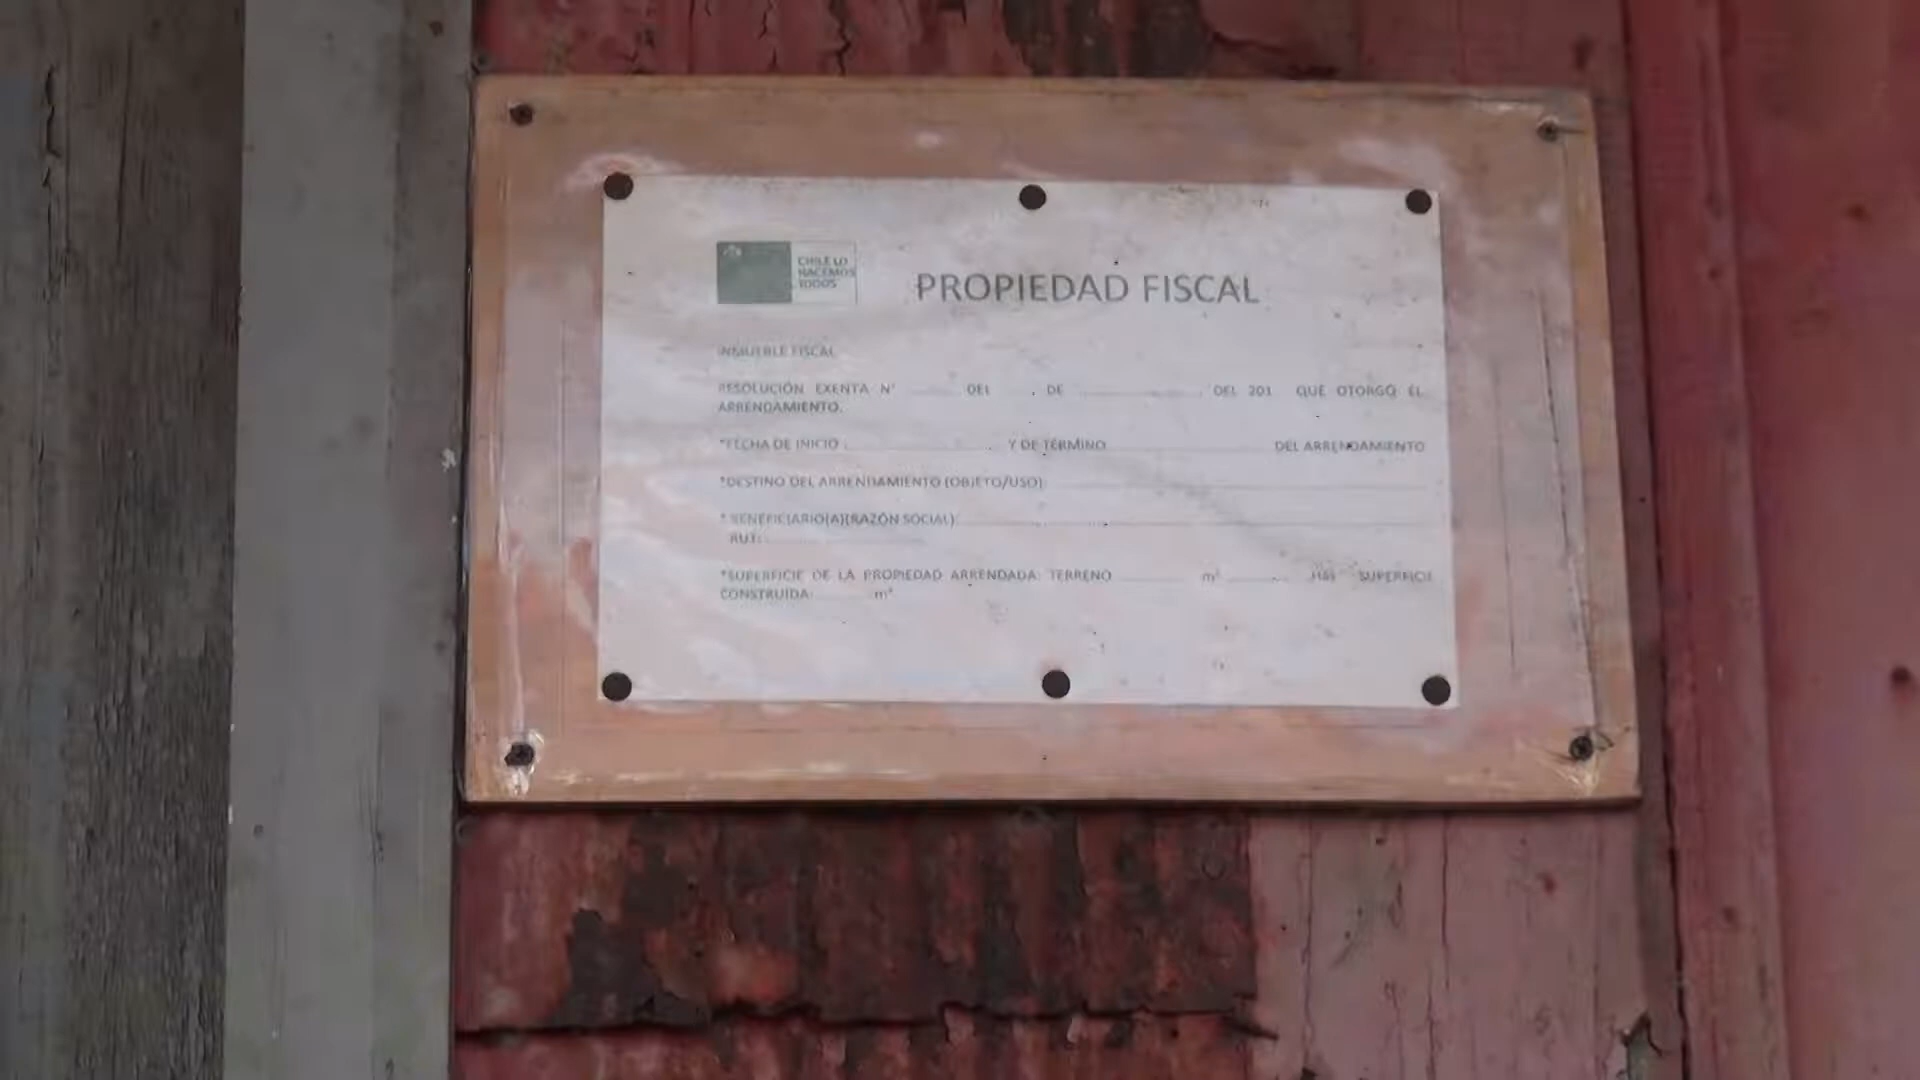 CHILE LO
HACEMOS
TODOS
PROPIEDAD FISCAL
INMUEBLE FISCAL
RESOLUCIÓN EXENTA N° DEL DE DEL 201 QUE OTORGÓ EL
ARRENDAMIENTO.
*FECHA DE INICIO : Y DE TÉRMINO DEL ARRENDAMIENTO
*DESTINO DEL ARRENDAMIENTO (OBJETO/USO):
* BENEFICIARIO(A)(RAZÓN SOCIAL):
RUT:
*SUPERFICIE DE LA PROPIEDAD ARRENDADA: TERRENO m² Has SUPERFICIE
CONSTRUIDA: m²